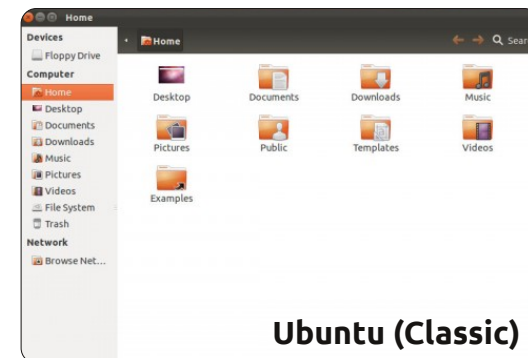 Home
Devices
Floppy Drive
Computer
Home
Desktop
Documents
Downloads
Music
Pictures
Videos
File System
Trash
Network
Browse Net...
Home
Sear
Desktop
Documents
Downloads
Music
Pictures
Public
Templates
Videos
Examples
Ubuntu (Classic)